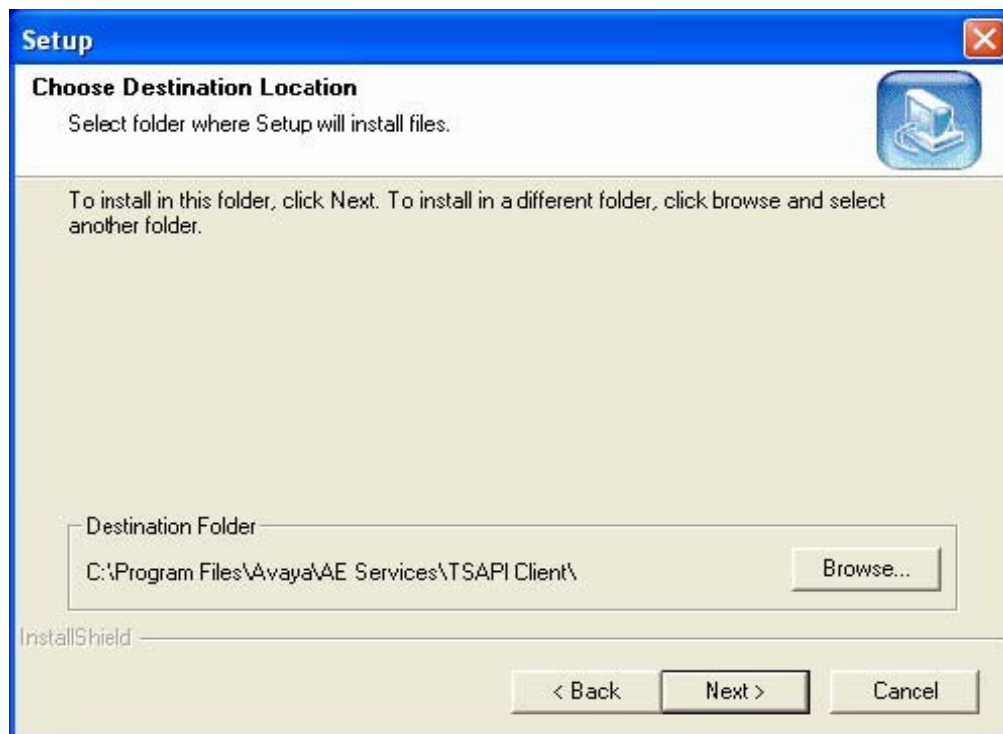 Setup
Choose Destination Location
Select folder where Setup will install files.
To install in this folder, click Next. To install in a different folder, click browse and select
another folder.
Destination Folder
C:\Program Files\Avaya\AE Services\TSAPI Client\
Browse...
InstallShield
< Back
Next >
Cancel